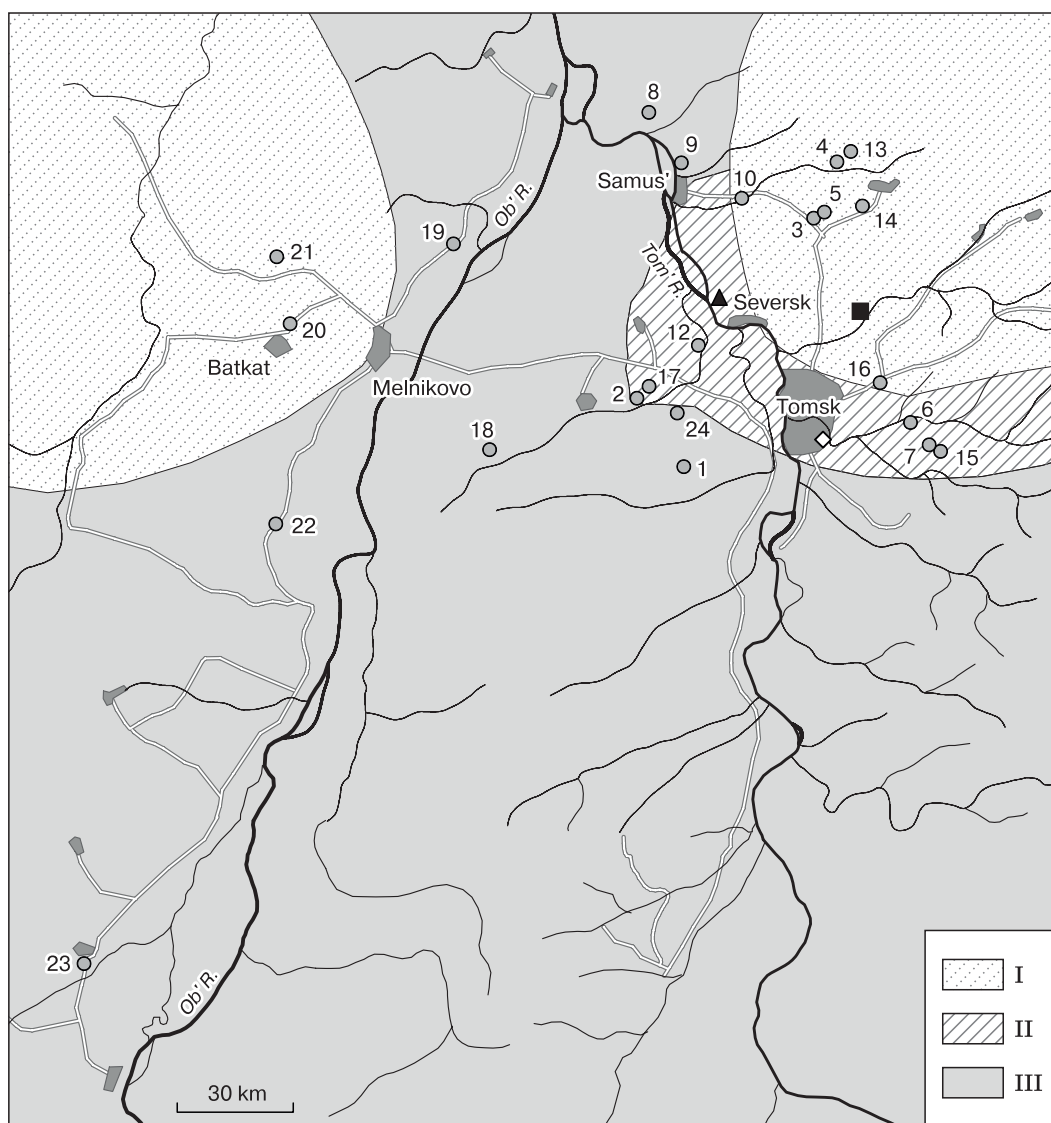 8
9
4
13
Samus'
10
5
3
14
Ob' R.
19
21
Tom' R.
Seversk
20
12
Batkat
16
Melnikovo
17
2
Tomsk
6
24
18
7
15
1
22
23
Ob' R.
30 km
I
II
III